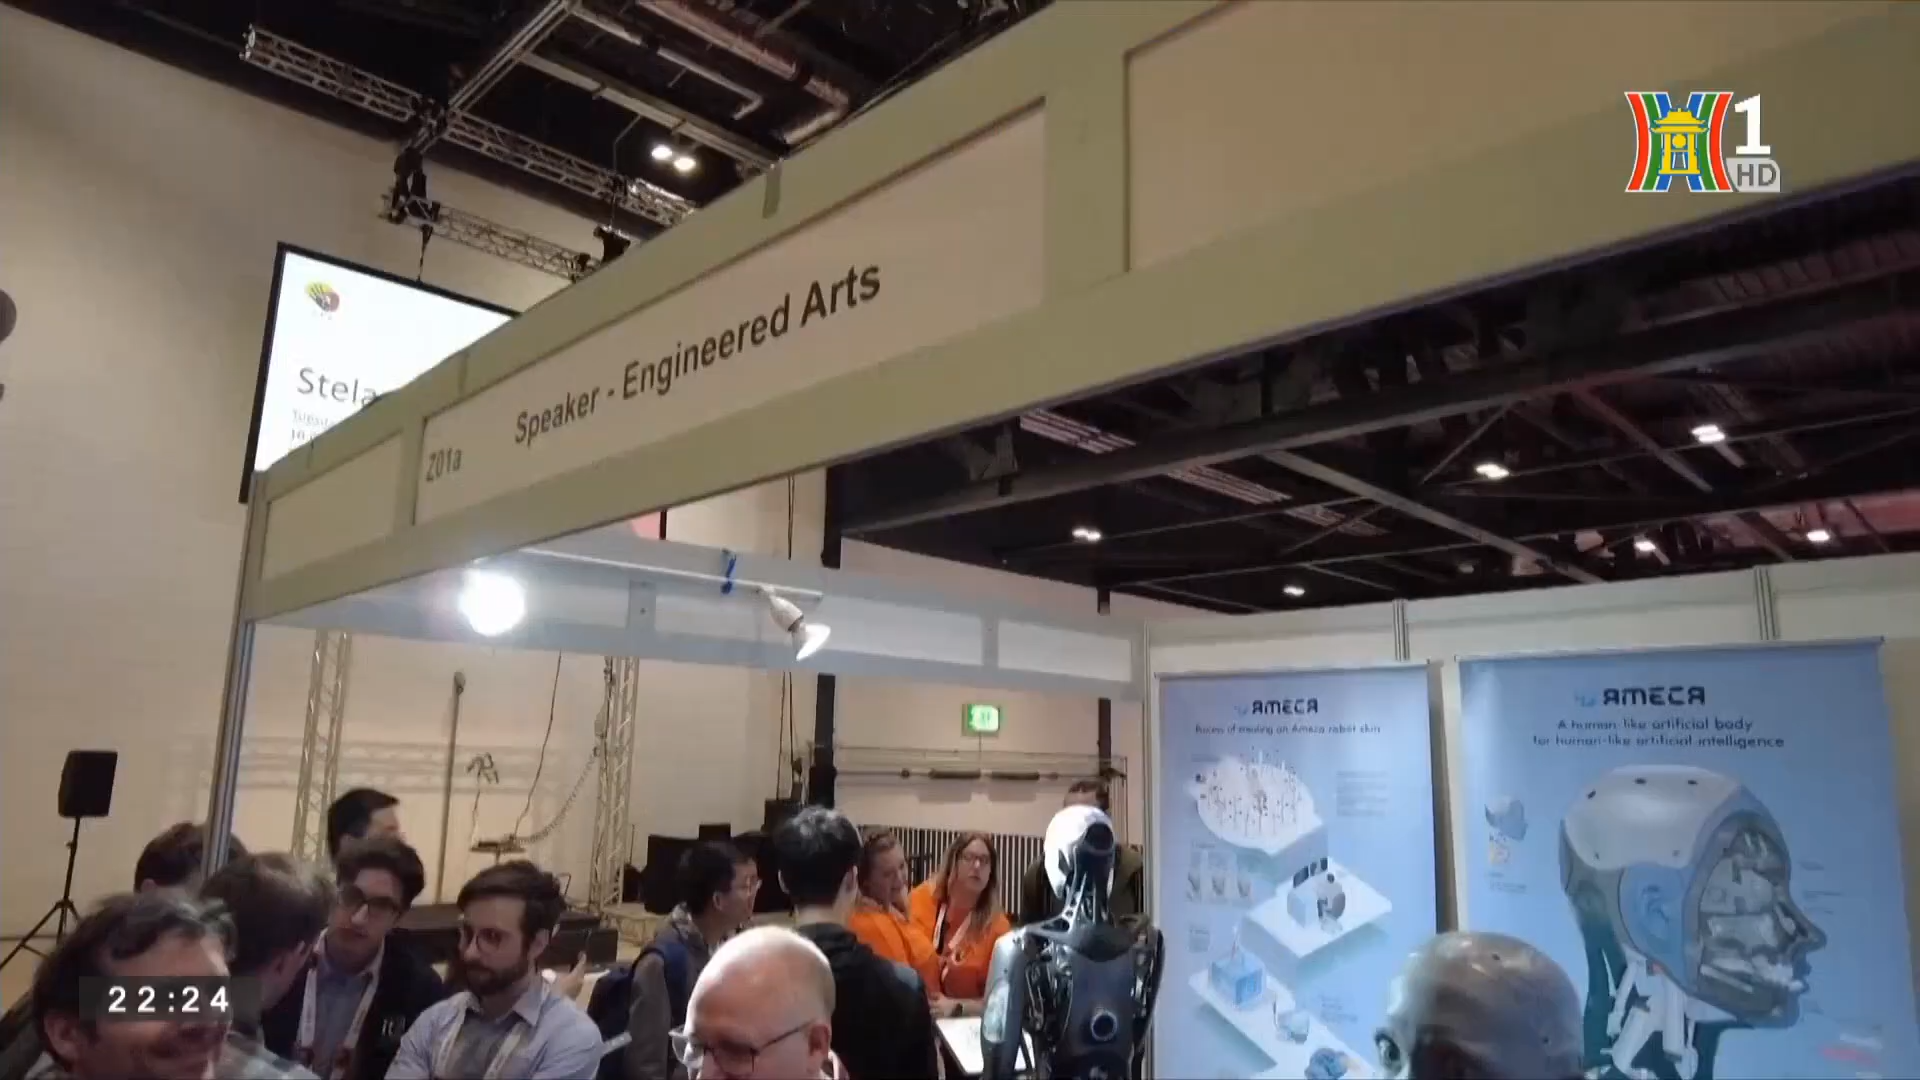 1
HD
Stela
Z01a
Speaker - Engineered Arts
AMECA
Process of creating an Ameca robot skin
AMECA
A human-like artificial body
for human-like artificial intelligence
22:24